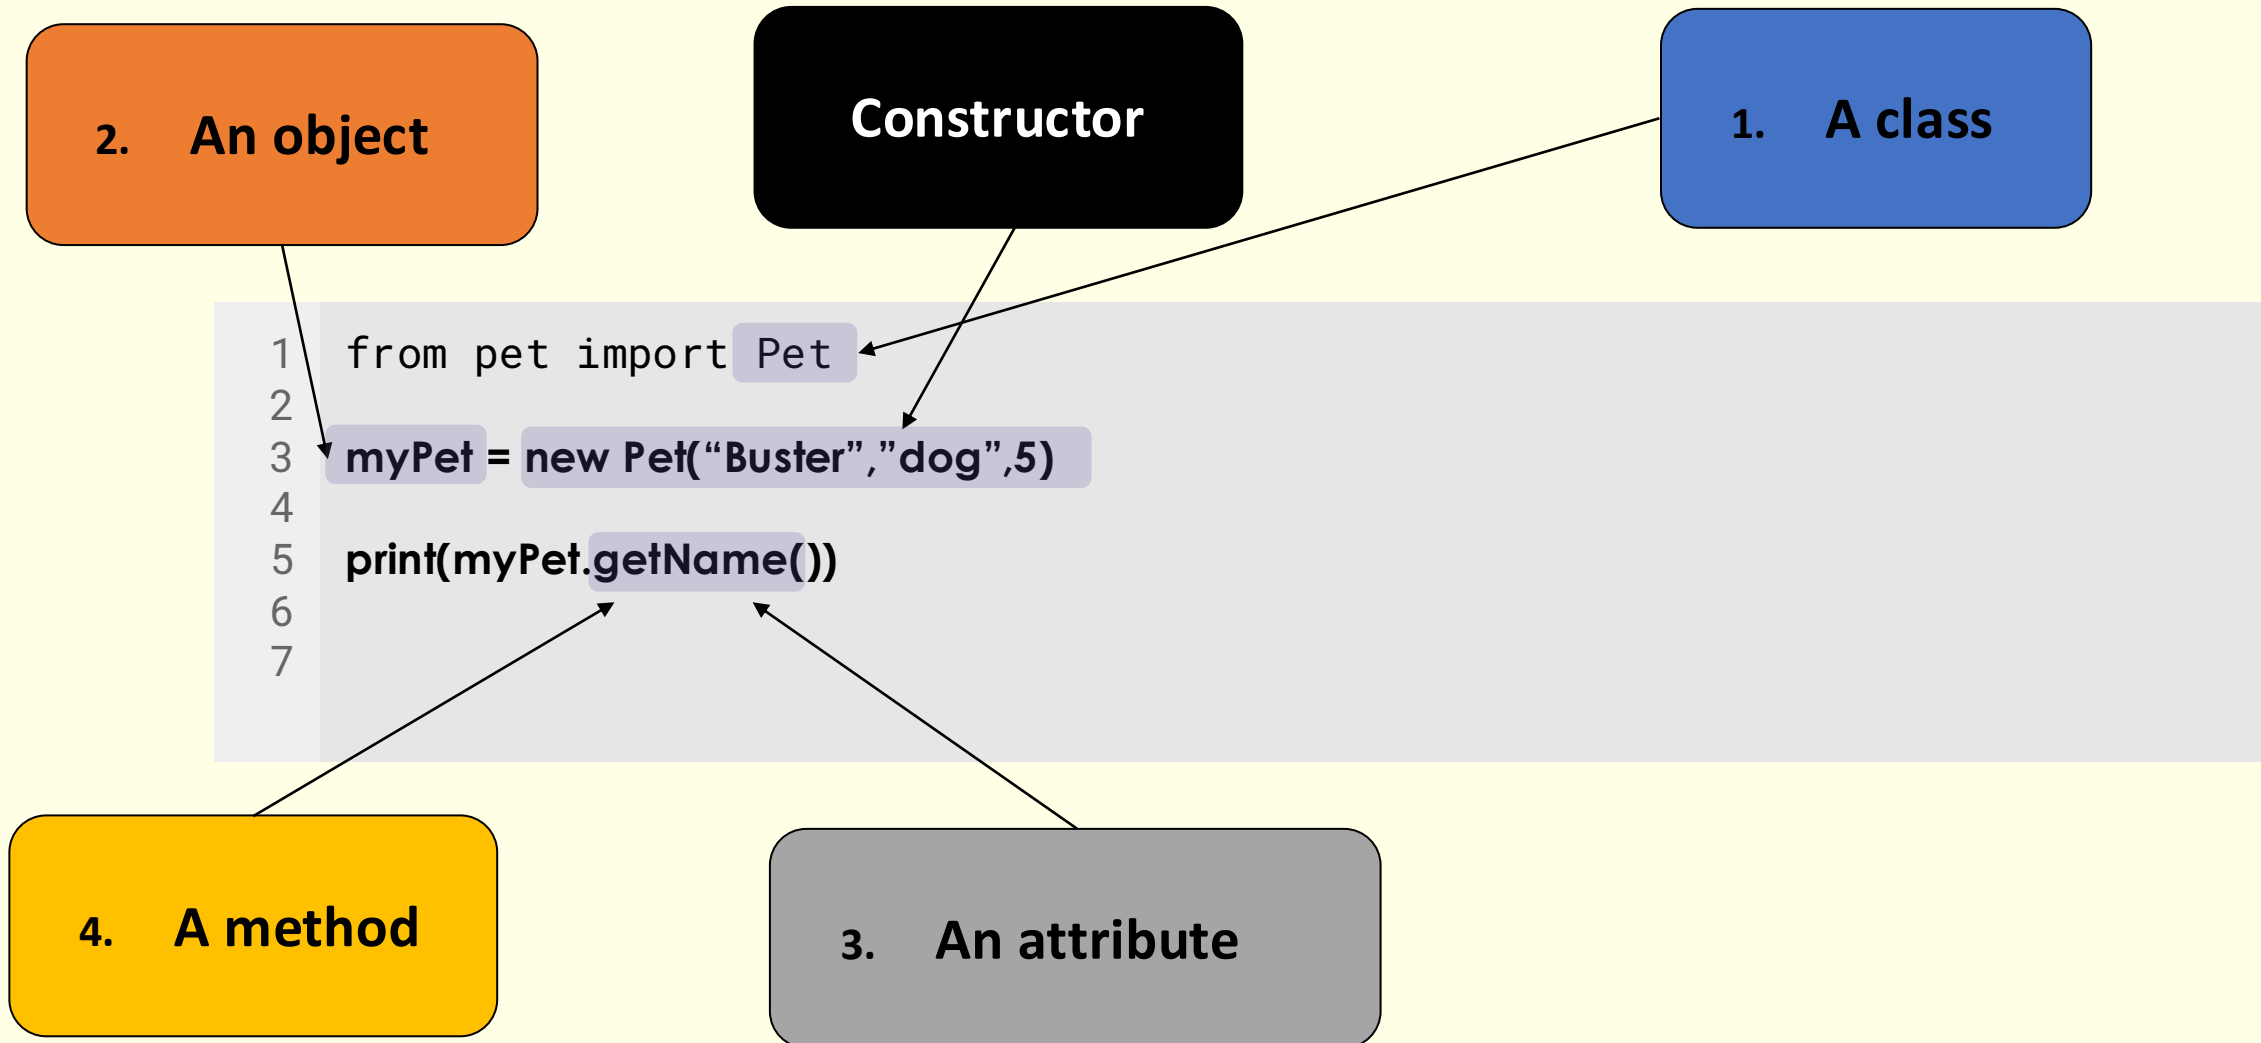 2. An object
Constructor
1. A class
1 from pet import Pet
2
3 myPet = new Pet(“Buster”,”dog”,5)
4
5 print(myPet.getName())
6
7
4. A method
3. An attribute